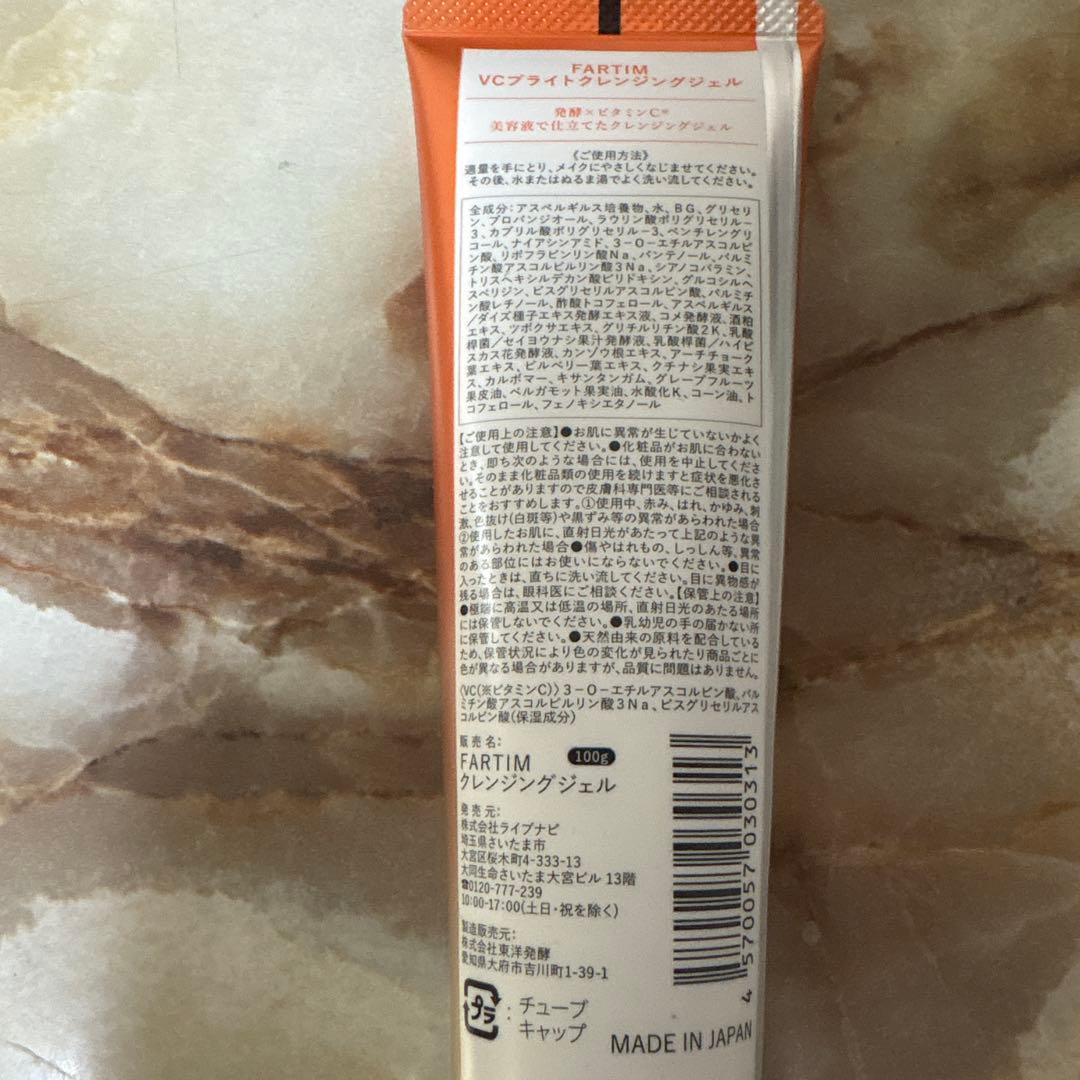 FARTIM
VCブライトクレンジングジェル
発酵×ビタミンC※
美容液で仕立てたクレンジングジェル
《ご使用方法》
適量を手にとり、メイクにやさしくなじませてください。
その後、水またはぬるま湯でよく洗い流してください。
全成分：アスペルギルス培養物、水、BG、グリセリ
ン、プロパンジオール、ラウリン酸ポリグリセリル－
3、カプリル酸ポリグリセリル－3、ペンチレングリ
コール、ナイアシンアミド、3－O－エチルアスコルビ
ン酸、リボフラビンリン酸Na、パンテノール、パルミ
チン酸アスコルビルリン酸3Na、シアノコバラミン、
トリスヘキシルデカン酸ピリドキシン、グルコシルヘ
スペリジン、ビスグリセリルアスコルビン酸、パルミチ
ン酸レチノール、酢酸トコフェロール、アスペルギルス
／ダイズ種子エキス発酵エキス液、コメ発酵液、酒粕
エキス、ツボクサエキス、グリチルリチン酸2K、乳酸
桿菌／セイヨウナシ果汁発酵液、乳酸桿菌／ハイビ
スカス花発酵液、カンゾウ根エキス、アーチチョーク
葉エキス、ビルベリー葉エキス、クチナシ果実エキ
ス、カルボマー、キサンタンガム、グレープフルーツ
果皮油、ベルガモット果実油、水酸化K、コーン油、ト
コフェロール、フェノキシエタノール
【ご使用上の注意】●お肌に異常が生じていないかよく
注意して使用してください。●化粧品がお肌に合わない
とき、即ち次のような場合には、使用を中止してくださ
い。そのまま化粧品類の使用を続けますと症状を悪化さ
せることがありますので皮膚科専門医等にご相談される
ことをおすすめします。①使用中、赤み、はれ、かゆみ、刺
激、色抜け(白斑等)や黒ずみ等の異常があらわれた場合
②使用したお肌に、直射日光があたって上記のような異
常があらわれた場合●傷やはれもの、しっしん等、異常
のある部位にはお使いにならないでください。●目に
入ったときは、直ちに洗い流してください。目に異物感が
残る場合は、眼科医にご相談ください。【保管上の注意】
●極端に高温又は低温の場所、直射日光のあたる場所
には保管しないでください。●乳幼児の手の届かない所
に保管してください。●天然由来の原料を配合している
ため、保管状況により色の変化が見られたり商品ごとに
色が異なる場合がありますが、品質に問題はありません。
〈VC(※ビタミンC)〉3－O－エチルアスコルビン酸、パル
ミチン酸アスコルビルリン酸3Na、ビスグリセリルアス
コルビン酸(保湿成分)
販売名：
FARTIM 100g
クレンジングジェル
発売元：
株式会社ライブナビ
埼玉県さいたま市
大宮区桜木町4-333-13
大同生命さいたま大宮ビル 13階
☎0120-777-239
10:00-17:00(土日・祝を除く)
製造販売元：
株式会社東洋発酵
愛知県大府市吉川町1-39-1
プラ：チューブ
キャップ
MADE IN JAPAN
4 570057 030313